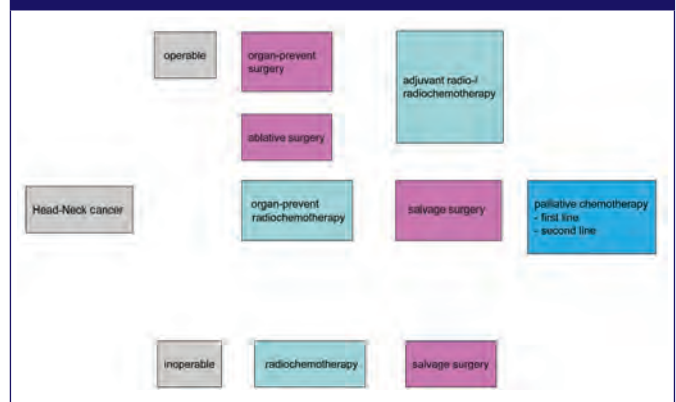 operable
organ-prevent
surgery
adjuvant radio-/
radiochemotherapy
ablative surgery
Head-Neck cancer
organ-prevent
radiochemotherapy
salvage surgery
palliative chemotherapy
- first line
- second line
inoperable
radiochemotherapy
salvage surgery